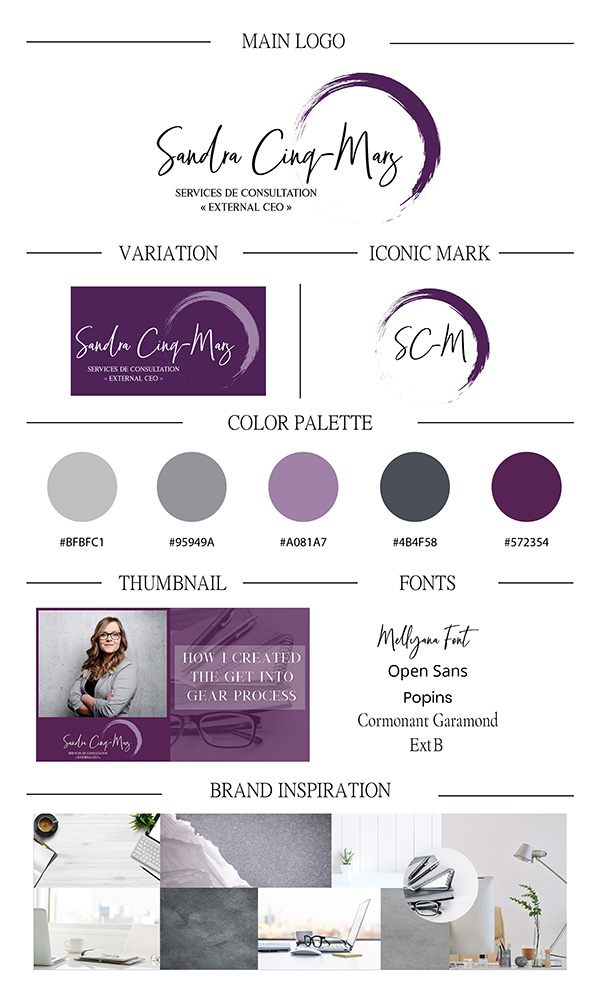 MAIN LOGO
Sandra Cinq-Mars
SERVICES DE CONSULTATION
« EXTERNAL CEO »
VARIATION
ICONIC MARK
Sandra Cinq-Mars
SERVICES DE CONSULTATION
« EXTERNAL CEO »
SC-M
COLOR PALETTE
#BFBFC1
#95949A
#A081A7
#4B4F58
#572354
THUMBNAIL
FONTS
HOW I CREATED
THE GET INTO
GEAR PROCESS
Sandra Cinq-Mars
SERVICES DE CONSULTATION
« EXTERNAL CEO »
Mellyana Font
Open Sans
Popins
Cormonant Garamond
Ext B
BRAND INSPIRATION